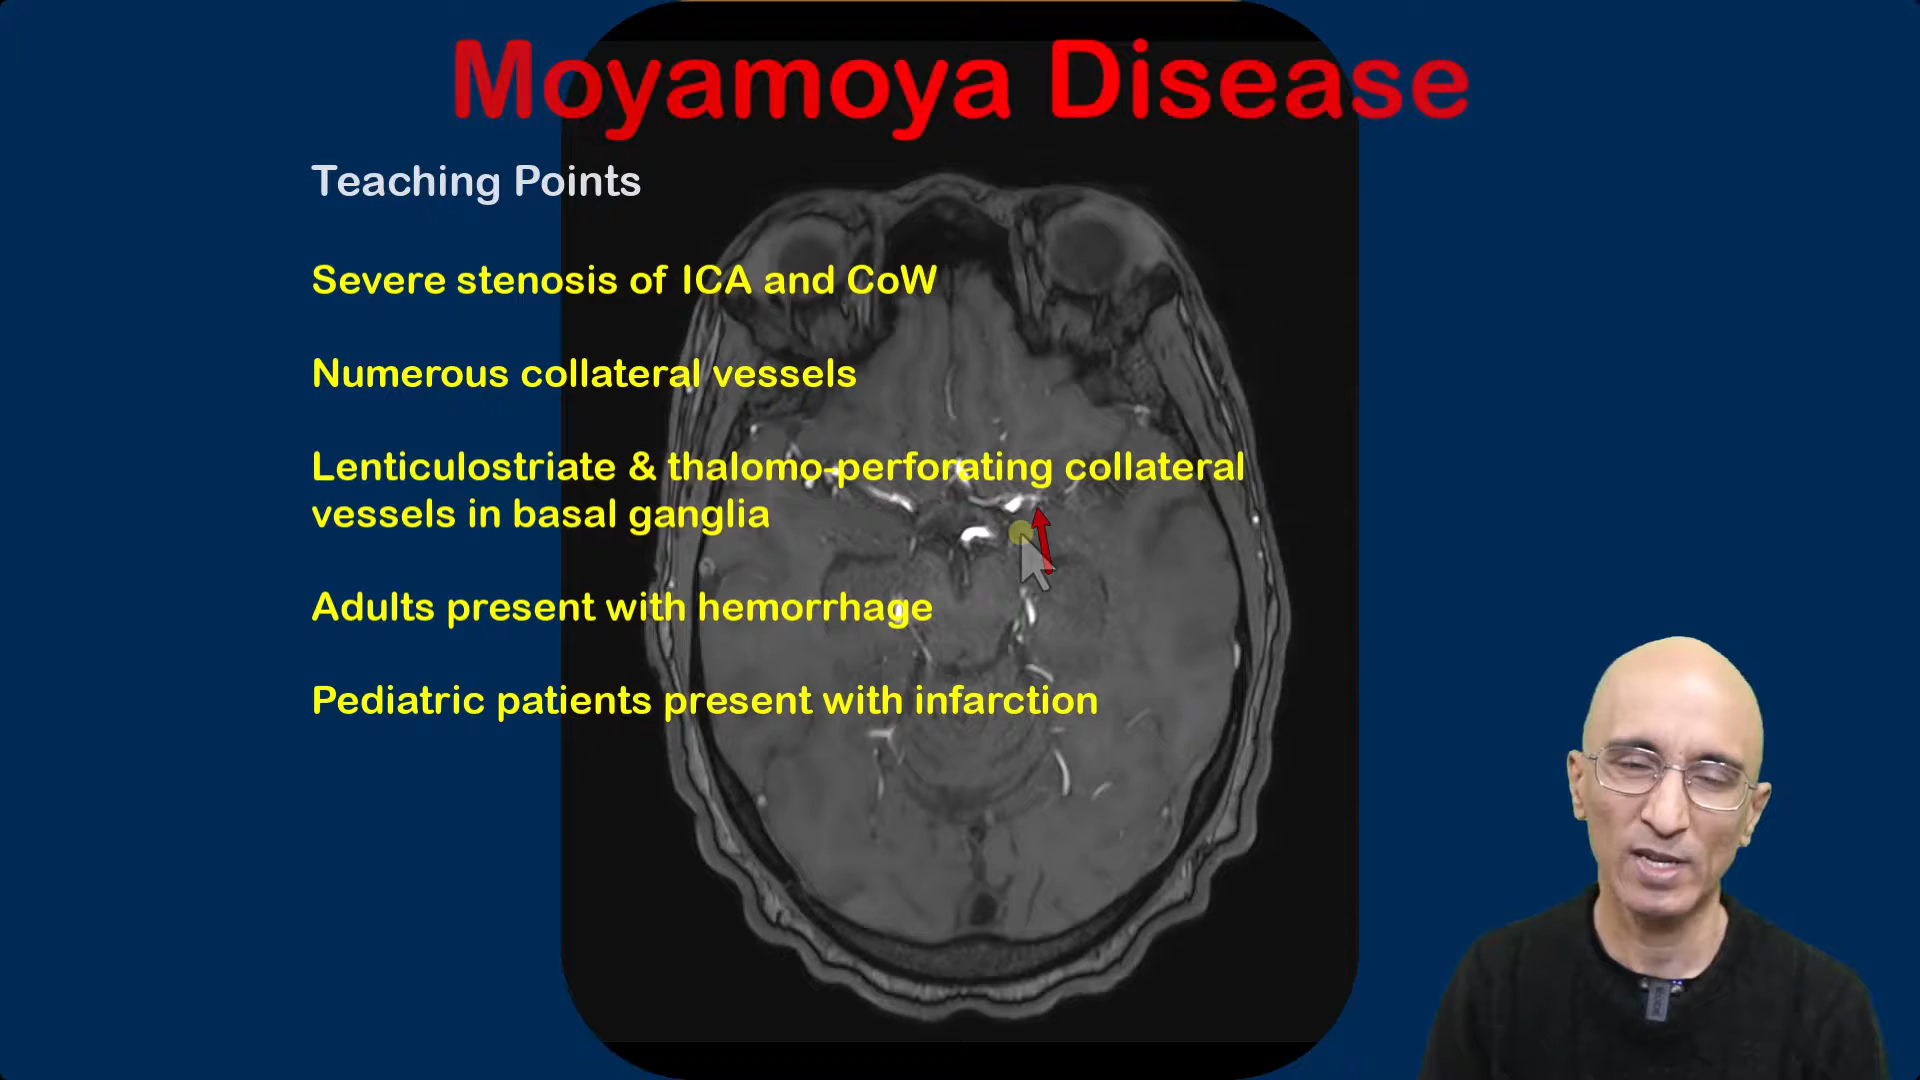 Moyamoya Disease
Teaching Points
Severe stenosis of ICA and CoW
Numerous collateral vessels
Lenticulostriate & thalomo-perforating collateral
vessels in basal ganglia
Adults present with hemorrhage
Pediatric patients present with infarction